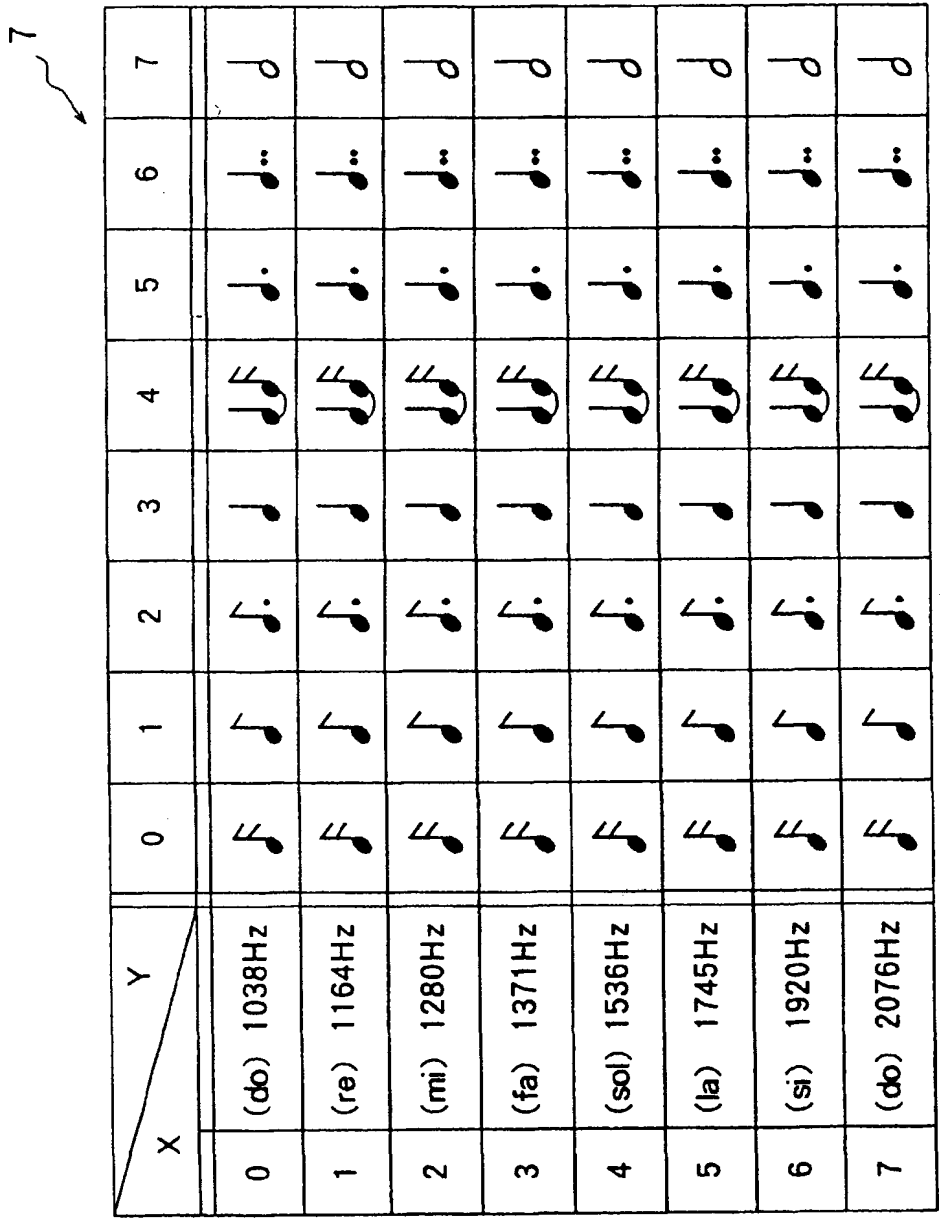 7
X Y 0 1 2 3 4 5 6 7
0 (do) 1038Hz
1 (re) 1164Hz
2 (mi) 1280Hz
3 (fa) 1371Hz
4 (sol) 1536Hz
5 (la) 1745Hz
6 (si) 1920Hz
7 (do) 2076Hz